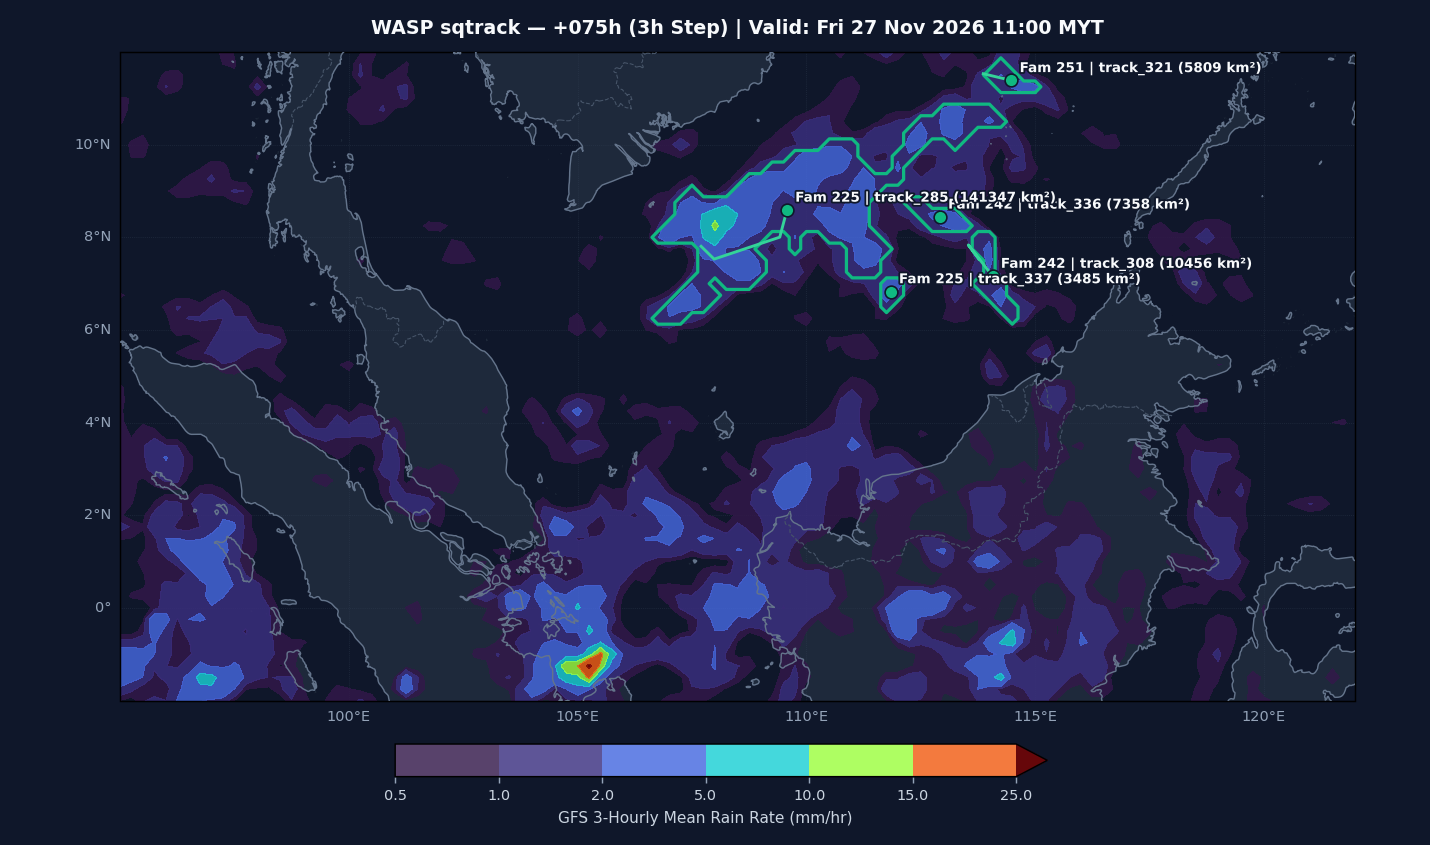 WASP sqtrack — +075h (3h Step) | Valid: Fri 27 Nov 2026 11:00 MYT
Fam 251 | track_321 (5809 km²)
10°N
Fam 225 | track_285 (141347 km²)
Fam 242 | track_336 (7358 km²)
8°N
Fam 242 | track_308 (10456 km²)
Fam 225 | track_337 (3485 km²)
6°N
4°N
2°N
0°
100°E 105°E 110°E 115°E 120°E
0.5 1.0 2.0 5.0 10.0 15.0 25.0
GFS 3-Hourly Mean Rain Rate (mm/hr)